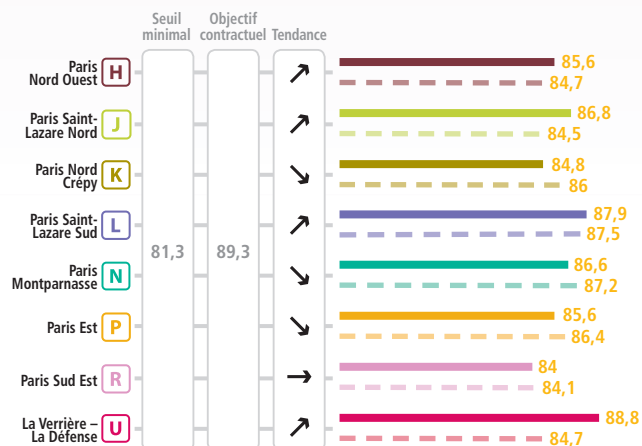 Seuil
minimal
Objectif
contractuel
Tendance
Paris
Nord Ouest
H
85,6
84,7
Paris Saint-
Lazare Nord
J
86,8
84,5
Paris Nord
Crépy
K
84,8
86
Paris Saint-
Lazare Sud
L
87,9
87,5
81,3
89,3
Paris
Montparnasse
N
86,6
87,2
Paris Est
P
85,6
86,4
Paris Sud Est
R
84
84,1
La Verrière –
La Défense
U
88,8
84,7